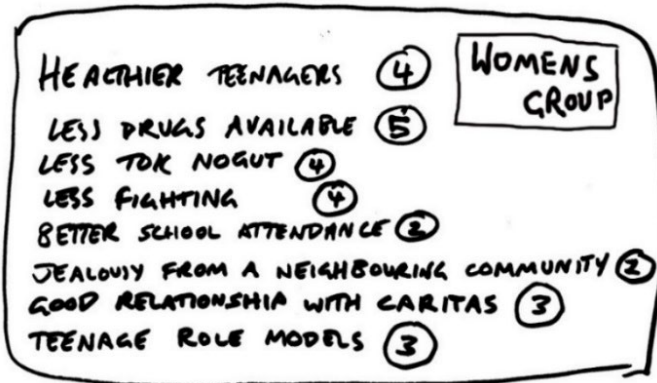 HEALTHIER TEENAGERS 4
WOMENS
GROUP
LESS DRUGS AVAILABLE 5
LESS TOK NOGUT 4
LESS FIGHTING 4
BETTER SCHOOL ATTENDANCE 2
JEALOUSY FROM A NEIGHBOURING COMMUNITY 2
GOOD RELATIONSHIP WITH CARITAS 3
TEENAGE ROLE MODELS 3